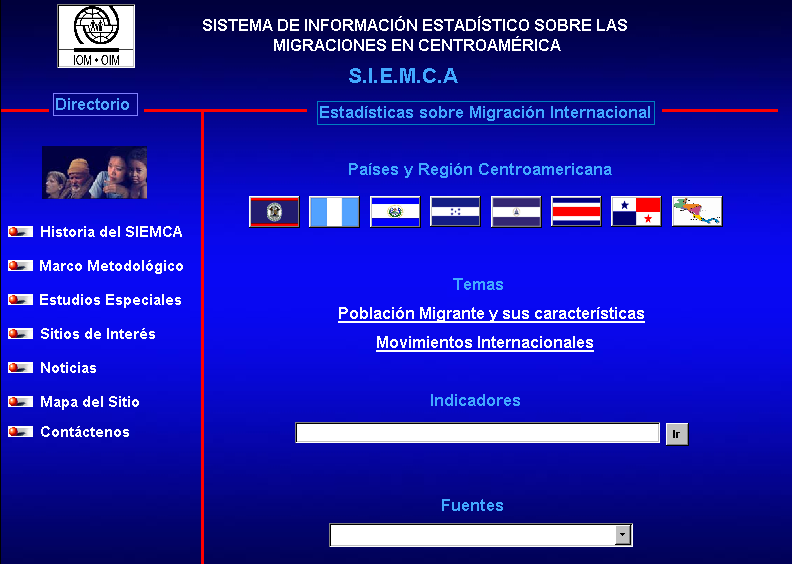 IOM • OIM
SISTEMA DE INFORMACIÓN ESTADÍSTICO SOBRE LAS
MIGRACIONES EN CENTROAMÉRICA
S.I.E.M.C.A
Directorio
Estadísticas sobre Migración Internacional
Historia del SIEMCA
Marco Metodológico
Estudios Especiales
Sitios de Interés
Noticias
Mapa del Sitio
Contáctenos
Países y Región Centroamericana
Temas
Población Migrante y sus características
Movimientos Internacionales
Indicadores
Ir
Fuentes